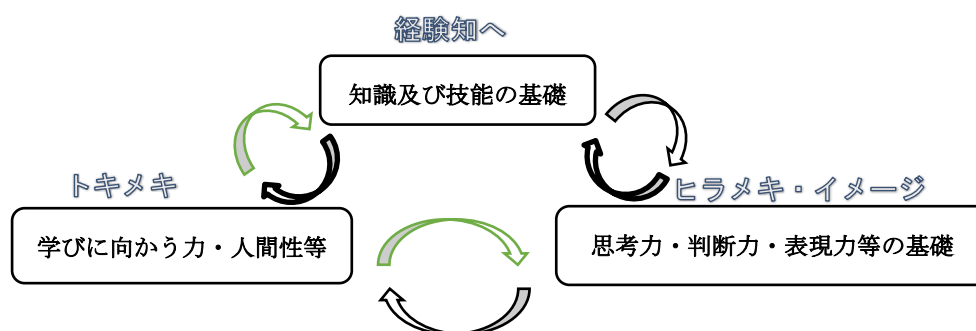 経験知へ
知識及び技能の基礎
トキメキ
ヒラメキ・イメージ
学びに向かう力・人間性等
思考力・判断力・表現力等の基礎